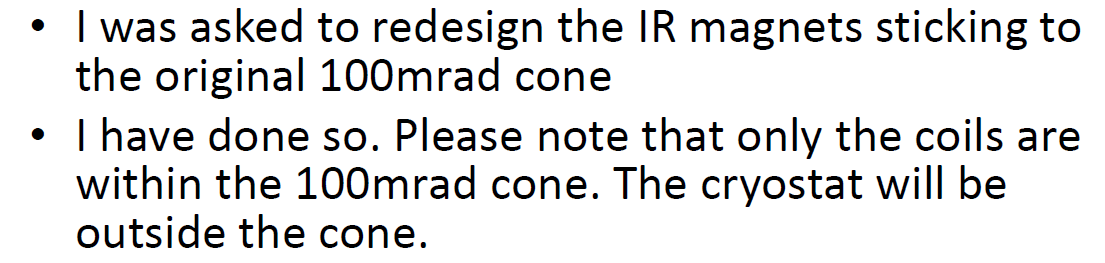 • I was asked to redesign the IR magnets sticking to
the original 100mrad cone
• I have done so. Please note that only the coils are
within the 100mrad cone. The cryostat will be
outside the cone.